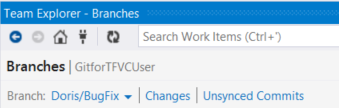 Team Explorer - Branches
Search Work Items (Ctrl+´)
Branches | GitforTFVCUser
Branch: Doris/BugFix | Changes | Unsynced Commits